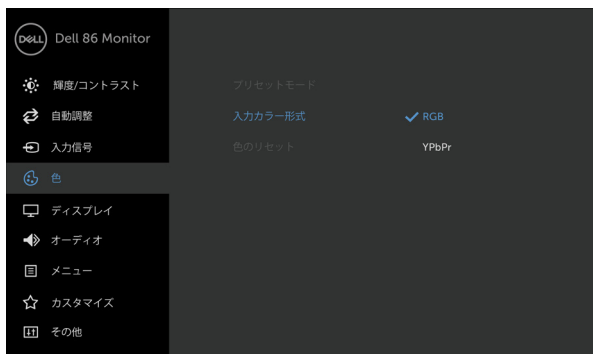 DELL
Dell 86 Monitor
輝度/コントラスト
自動調整
入力信号
色
ディスプレイ
オーディオ
メニュー
カスタマイズ
その他
プリセットモード
入力カラー形式
✓ RGB
色のリセット
YPbPr